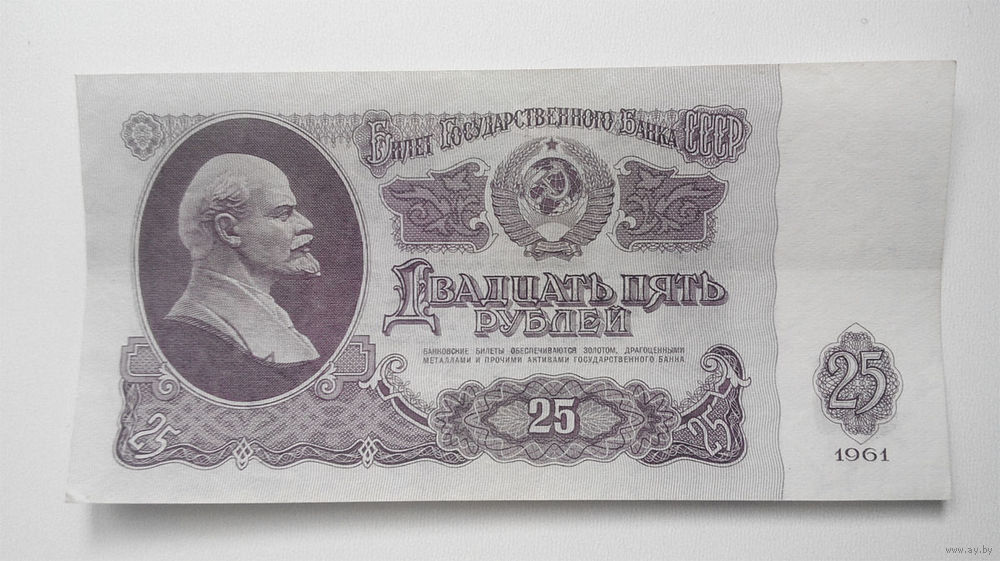 Билет Государственного Банка СССР
Двадцать пять
рублей
БАНКОВСКИЕ БИЛЕТЫ ОБЕСПЕЧИВАЮТСЯ ЗОЛОТОМ, ДРАГОЦЕННЫМИ
МЕТАЛЛАМИ И ПРОЧИМИ АКТИВАМИ ГОСУДАРСТВЕННОГО БАНКА
25
25
25
25
1961
www.ay.by